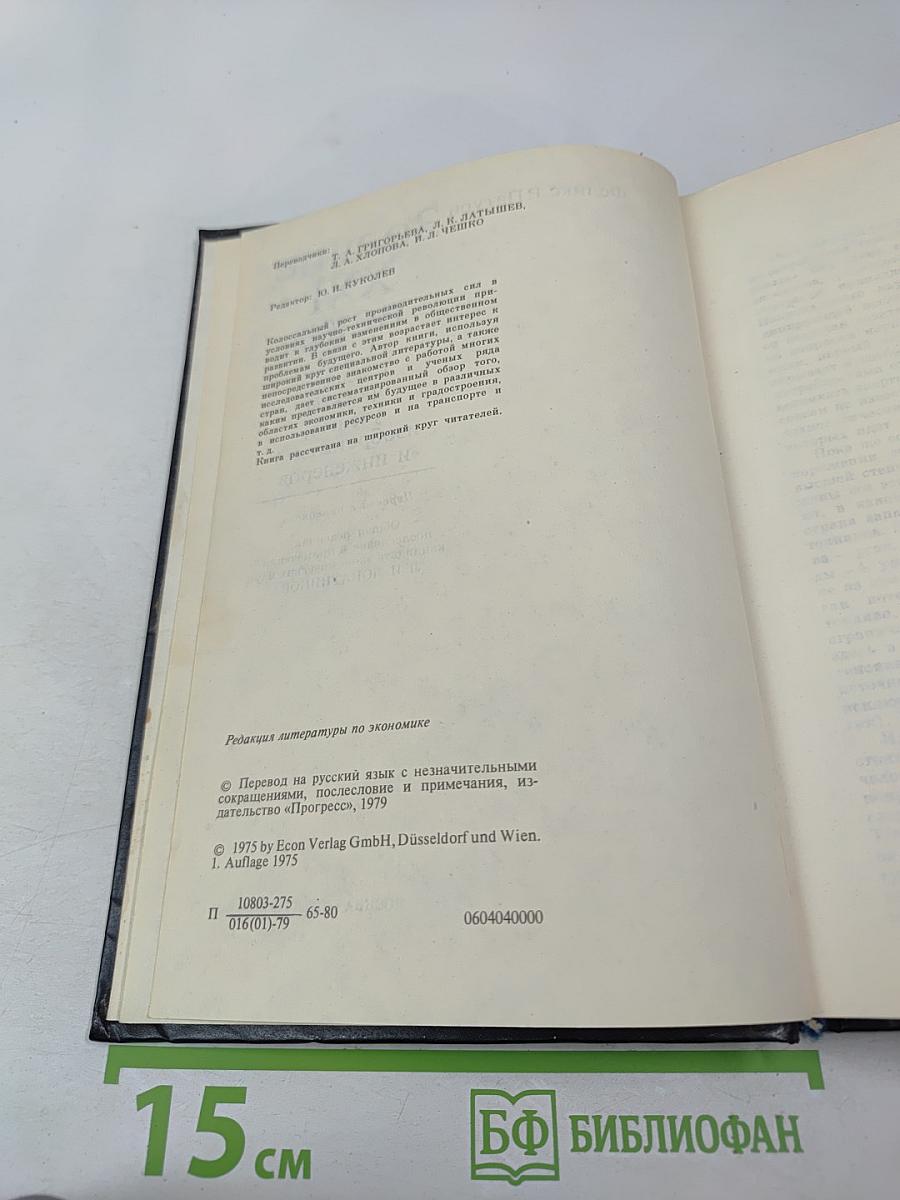 Переводчики: Т. А. ГРИГОРЬЕВА, Л. К. ЛАТЫШЕВ,
Л. А. ХЛОПОВА, И. Л. ЧЕШКО
Редактор: Ю. И. КУКОЛЕВ
Колоссальный рост производительных сил в
условиях научно-технической революции при-
водит к глубоким изменениям в общественном
развитии. В связи с этим возрастает интерес к
проблемам будущего. Автор книги, используя
широкий круг специальной литературы, а также
непосредственное знакомство с работой многих
исследовательских центров и ученых ряда
стран, дает систематизированный обзор того,
каким представляется им будущее в различных
областях экономики, техники и градостроения,
в использовании ресурсов и на транспорте и
т. д.
Книга рассчитана на широкий круг читателей.
Редакция литературы по экономике
© Перевод на русский язык с незначительными
сокращениями, послесловие и примечания, из-
дательство «Прогресс», 1979
© 1975 by Econ Verlag GmbH, Düsseldorf und Wien.
1. Auflage 1975
П 10803-275 65-80 0604040000
016(01)-79
15 см
БФ БИБЛИОФАН